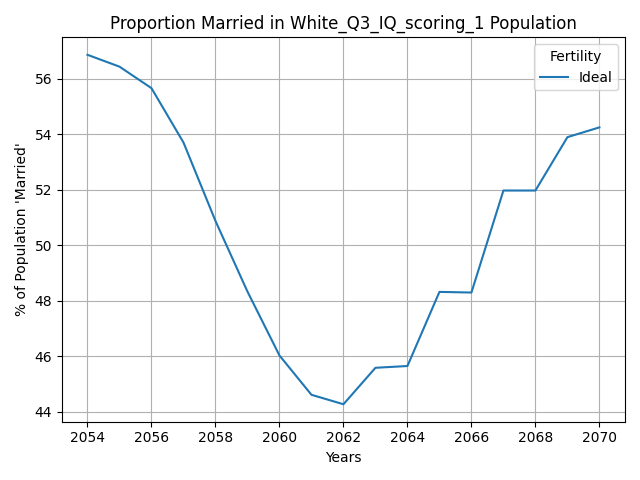 Proportion Married in White_Q3_IQ_scoring_1 Population
Fertility
Ideal
% of Population 'Married'
56
54
52
50
48
46
44
2054 2056 2058 2060 2062 2064 2066 2068 2070
Years